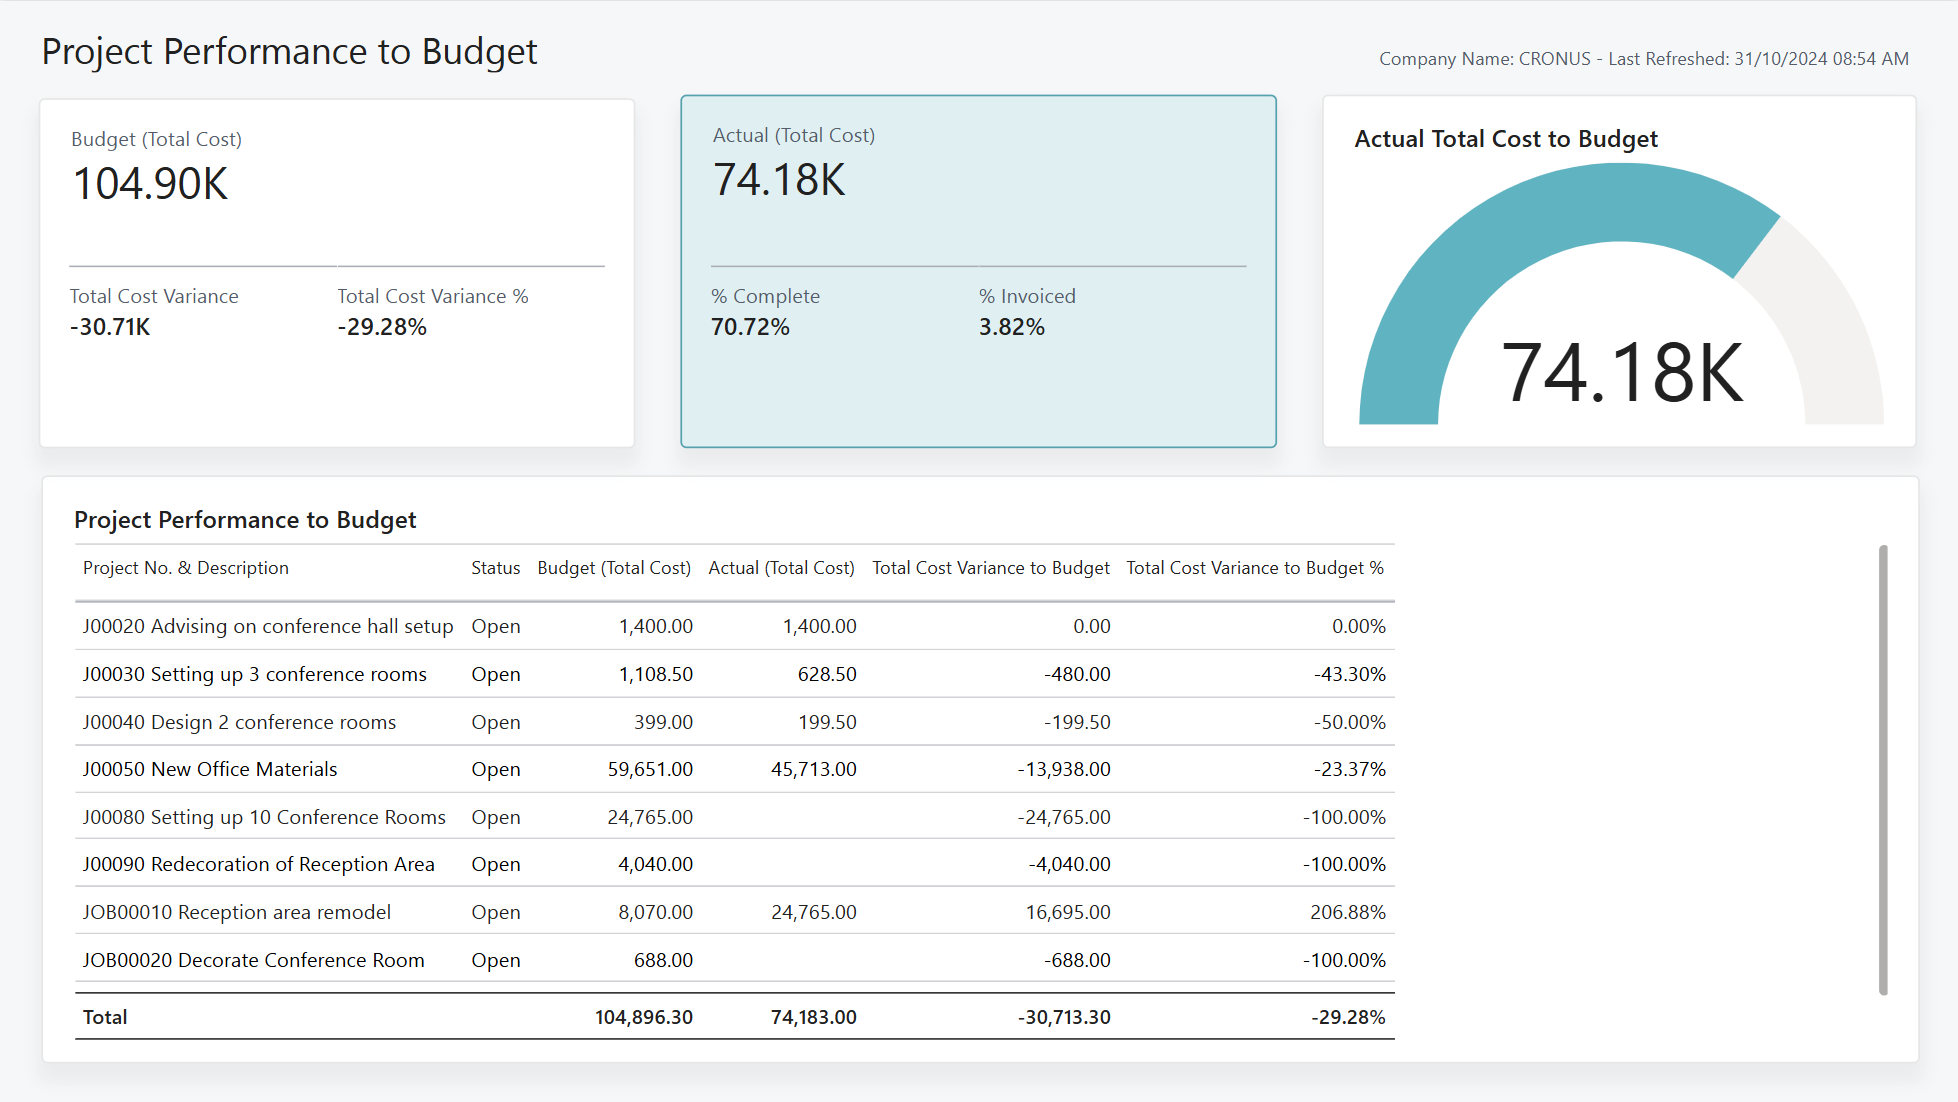 Project Performance to Budget
Company Name: CRONUS - Last Refreshed: 31/10/2024 08:54 AM
Budget (Total Cost)
104.90K
Total Cost Variance
-30.71K
Total Cost Variance %
-29.28%
Actual (Total Cost)
74.18K
% Complete
70.72%
% Invoiced
3.82%
Actual Total Cost to Budget
74.18K
Project Performance to Budget
Project No. & Description Status Budget (Total Cost) Actual (Total Cost) Total Cost Variance to Budget Total Cost Variance to Budget %
J00020 Advising on conference hall setup Open 1,400.00 1,400.00 0.00 0.00%
J00030 Setting up 3 conference rooms Open 1,108.50 628.50 -480.00 -43.30%
J00040 Design 2 conference rooms Open 399.00 199.50 -199.50 -50.00%
J00050 New Office Materials Open 59,651.00 45,713.00 -13,938.00 -23.37%
J00080 Setting up 10 Conference Rooms Open 24,765.00 -24,765.00 -100.00%
J00090 Redecoration of Reception Area Open 4,040.00 -4,040.00 -100.00%
JOB00010 Reception area remodel Open 8,070.00 24,765.00 16,695.00 206.88%
JOB00020 Decorate Conference Room Open 688.00 -688.00 -100.00%
Total 104,896.30 74,183.00 -30,713.30 -29.28%